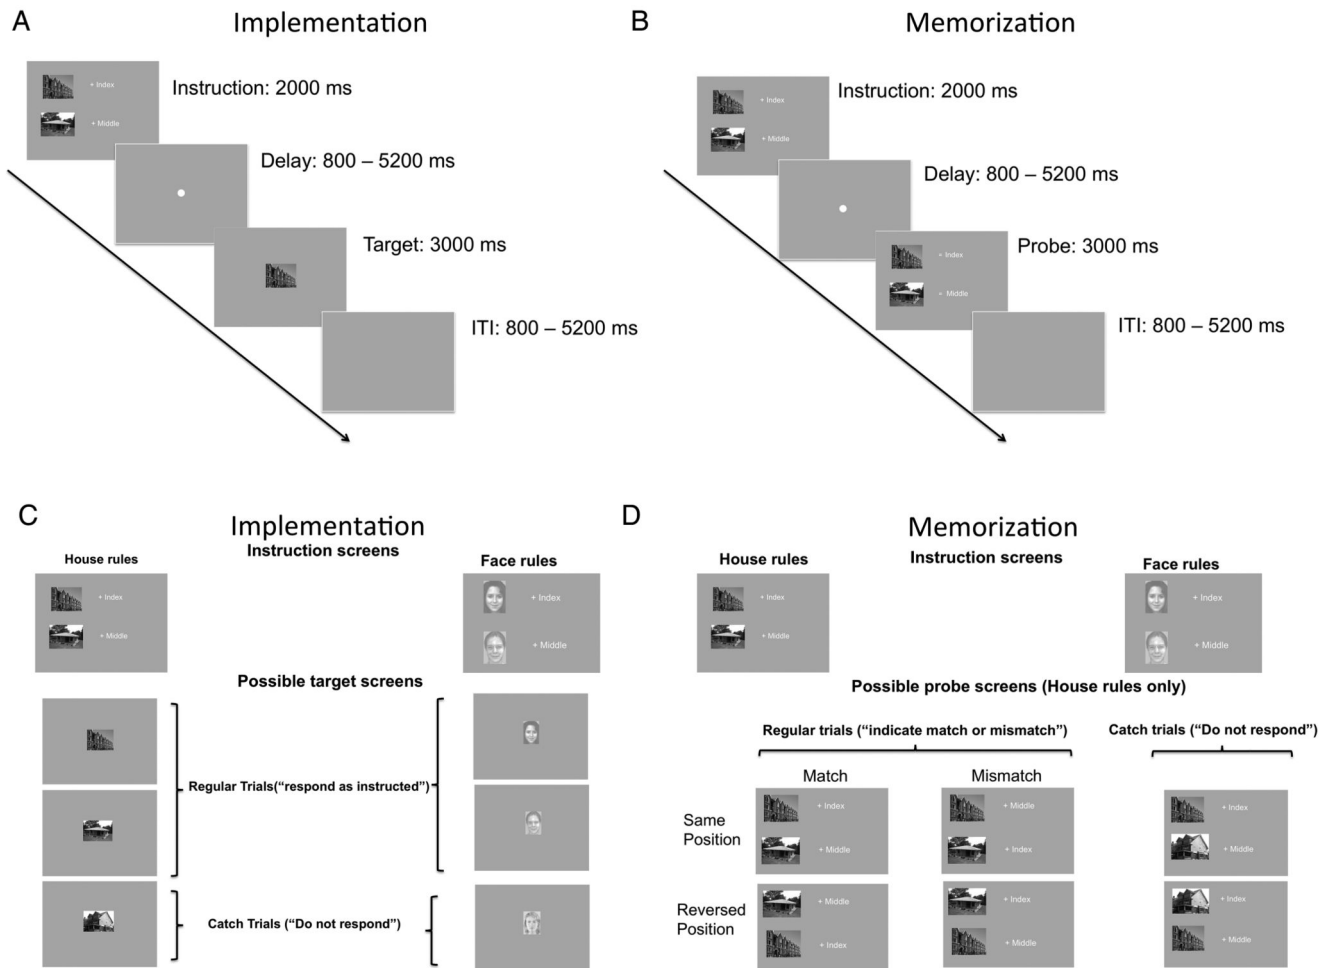 A
Implementation
+ Index
+ Middle
Instruction: 2000 ms
Delay: 800 – 5200 ms
Target: 3000 ms
ITI: 800 – 5200 ms
B
Memorization
+ Index
+ Middle
Instruction: 2000 ms
Delay: 800 – 5200 ms
+ Index
+ Middle
Probe: 3000 ms
ITI: 800 – 5200 ms
C
Implementation
Instruction screens
House rules
+ Index
+ Middle
Face rules
+ Index
+ Middle
Possible target screens
Regular Trials("respond as instructed")
Catch Trials ("Do not respond")
D
Memorization
Instruction screens
House rules
+ Index
+ Middle
Face rules
+ Index
+ Middle
Possible probe screens (House rules only)
Regular trials ("indicate match or mismatch")
Catch trials ("Do not respond")
Match
Mismatch
Same
Position
+ Index
+ Middle
+ Middle
+ Index
+ Index
+ Middle
Reversed
Position
+ Middle
+ Index
+ Index
+ Middle
+ Index
+ Middle